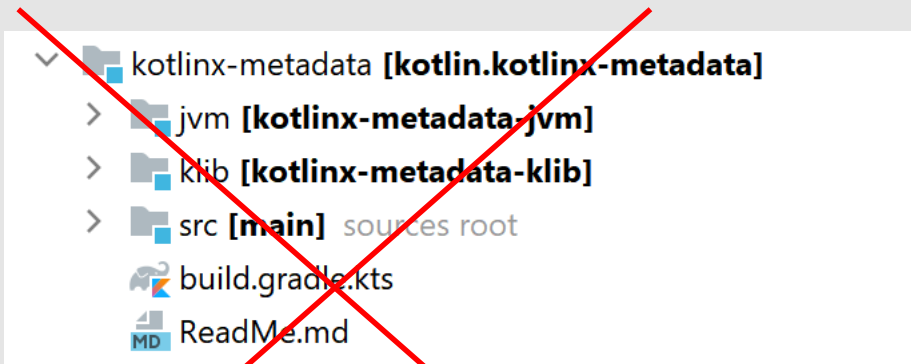 kotlinx-metadata [kotlin.kotlinx-metadata]
jvm [kotlinx-metadata-jvm]
klib [kotlinx-metadata-klib]
src [main] sources root
build.gradle.kts
MD ReadMe.md